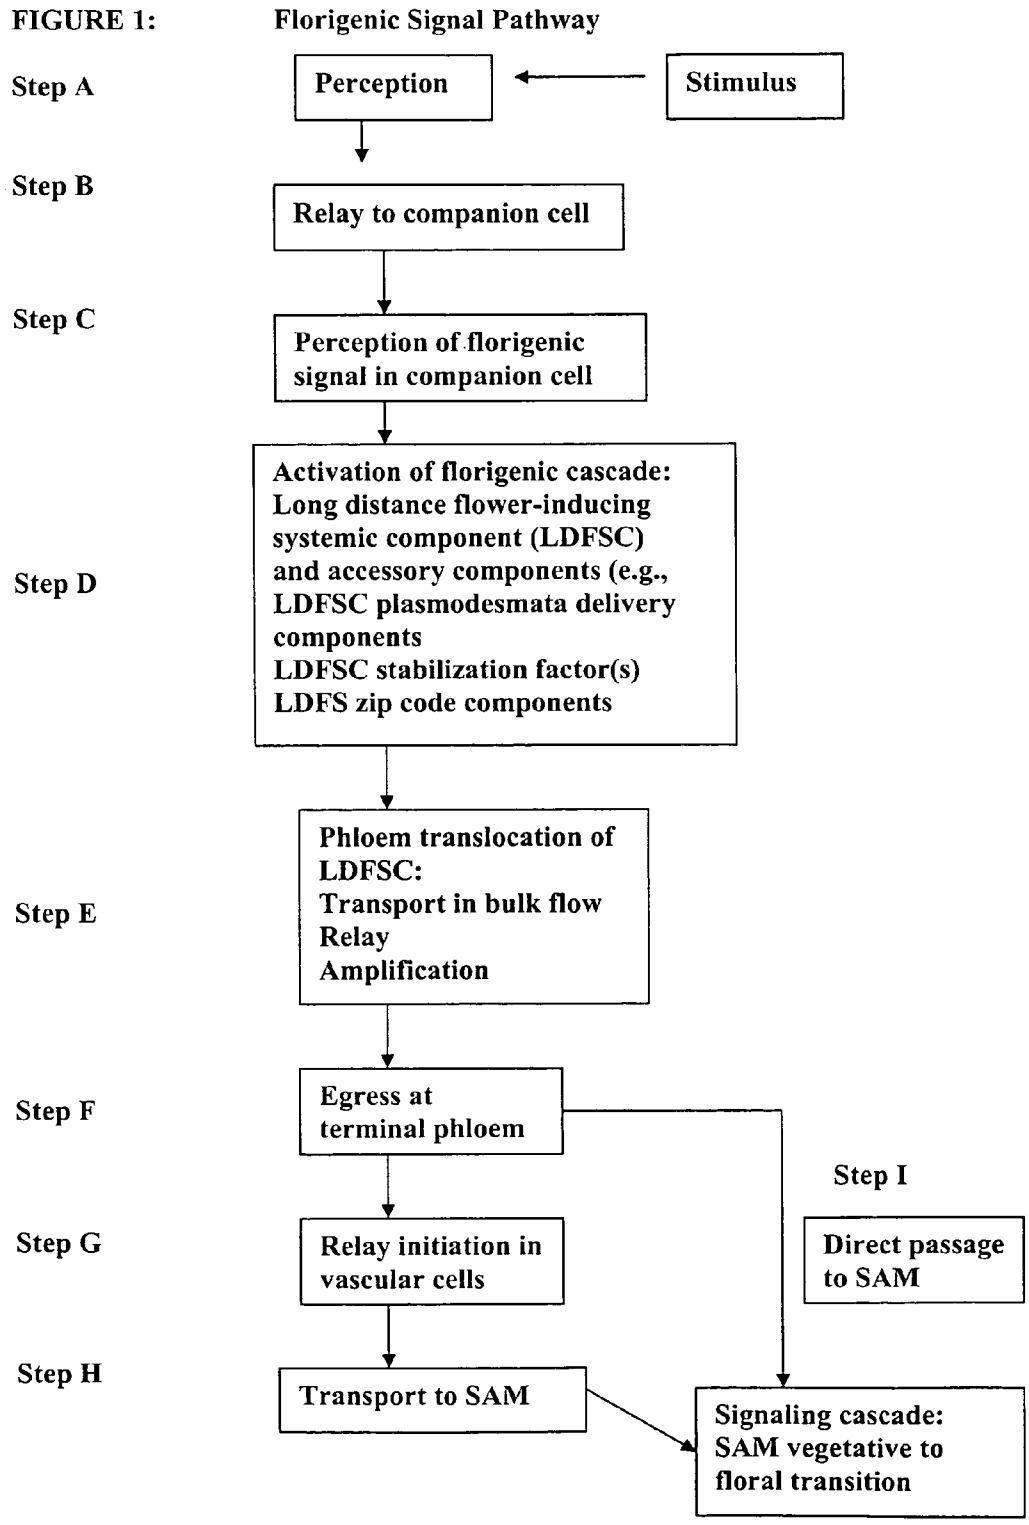 FIGURE 1: Florigenic Signal Pathway
Step A
Perception
Stimulus
Step B
Relay to companion cell
Step C
Perception of florigenic
signal in companion cell
Step D
Activation of florigenic cascade:
Long distance flower-inducing
systemic component (LDFSC)
and accessory components (e.g.,
LDFSC plasmodesmata delivery
components
LDFSC stabilization factor(s)
LDFS zip code components
Step E
Phloem translocation of
LDFSC:
Transport in bulk flow
Relay
Amplification
Step F
Egress at
terminal phloem
Step I
Direct passage
to SAM
Step G
Relay initiation in
vascular cells
Step H
Transport to SAM
Signaling cascade:
SAM vegetative to
floral transition